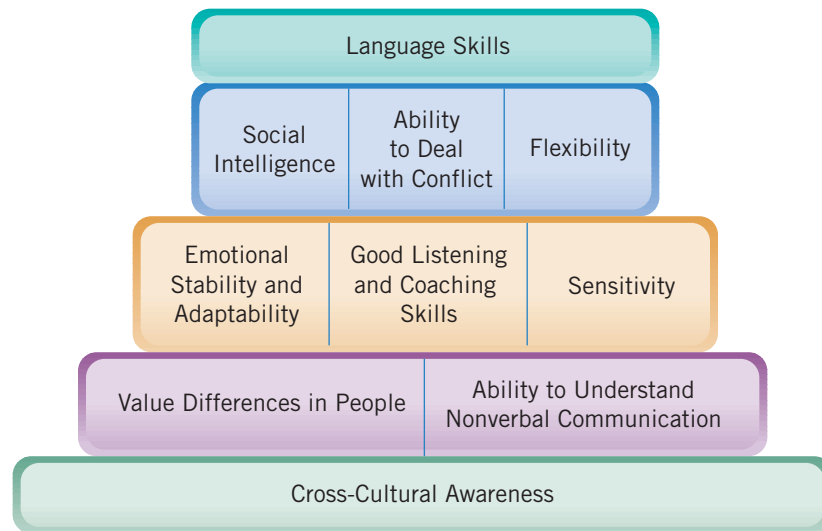 Language Skills
Social
Intelligence
Ability
to Deal
with Conflict
Flexibility
Emotional
Stability and
Adaptability
Good Listening
and Coaching
Skills
Sensitivity
Value Differences in People
Ability to Understand
Nonverbal Communication
Cross-Cultural Awareness